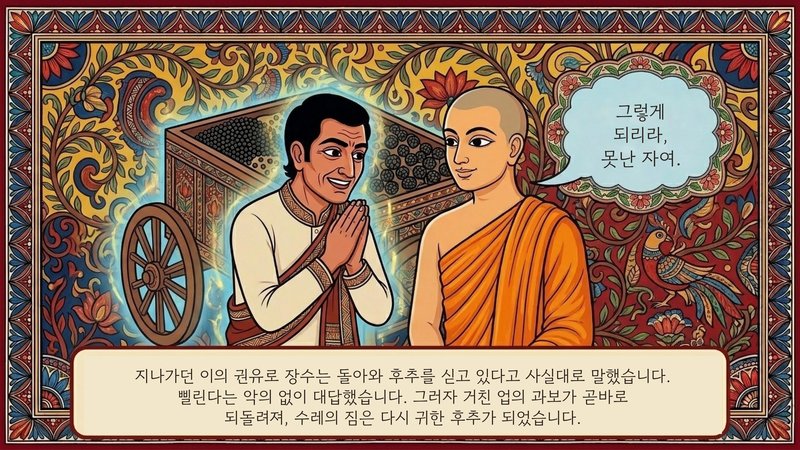 그렇게
되리라,
못난 자여.
지나가던 이의 권유로 장수는 돌아와 후추를 싣고 있다고 사실대로 말했습니다.
삘린다는 악의 없이 대답했습니다. 그러자 거친 업의 과보가 곧바로
되돌려져, 수레의 짐은 다시 귀한 후추가 되었습니다.